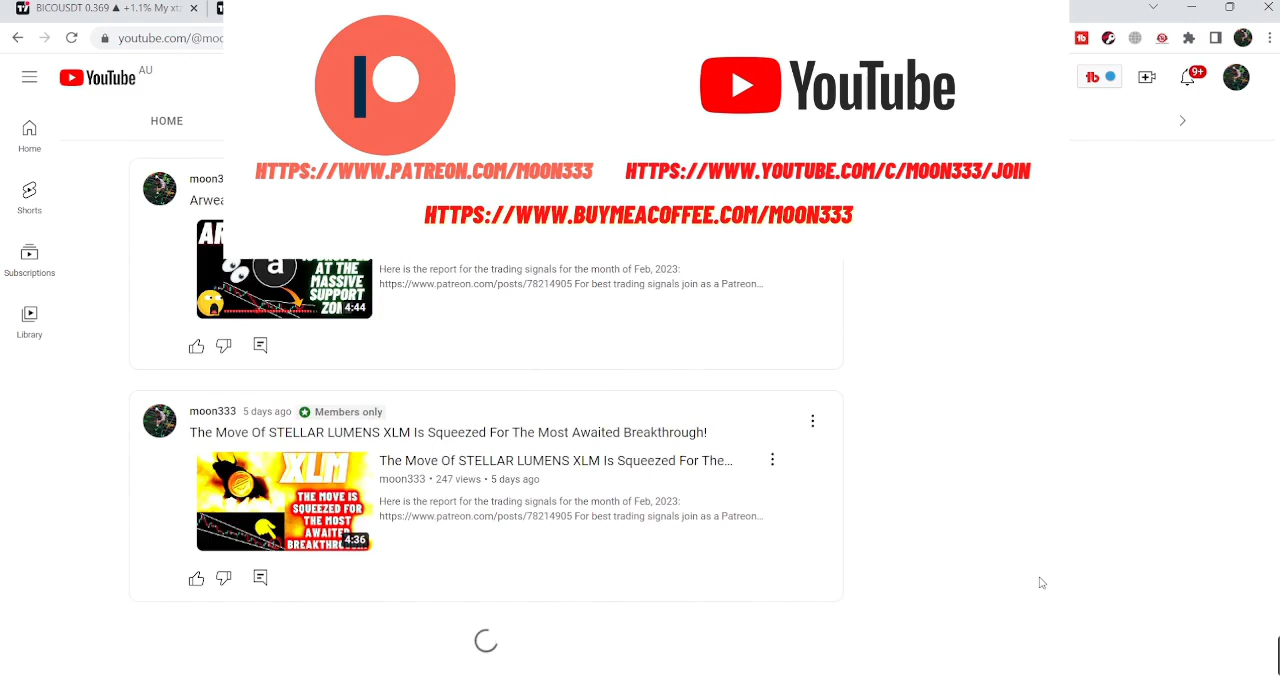 BICOUSDT 0.369 ▲ +1.1% My xt
youtube.com/@moo
YouTube AU
9+
HOME
Home
Shorts
Subscriptions
Library
YouTube
HTTPS://WWW.PATREON.COM/MOON333
HTTPS://WWW.YOUTUBE.COM/C/MOON333/JOIN
HTTPS://WWW.BUYMEACOFFEE.COM/MOON333
moon3
Arwea
AR
a
AT THE
MASSIVE
SUPPORT
ZON
4:44
Here is the report for the trading signals for the month of Feb, 2023:
https://www.patreon.com/posts/78214905 For best trading signals join as a Patreon...
moon333 5 days ago Members only
The Move Of STELLAR LUMENS XLM Is Squeezed For The Most Awaited Breakthrough!
XLM
THE MOVE IS
SQUEEZED FOR
THE MOST
AWAITED
BREAKTHR
4:36
The Move Of STELLAR LUMENS XLM Is Squeezed For The...
moon333 • 247 views • 5 days ago
Here is the report for the trading signals for the month of Feb, 2023:
https://www.patreon.com/posts/78214905 For best trading signals join as a Patreon...